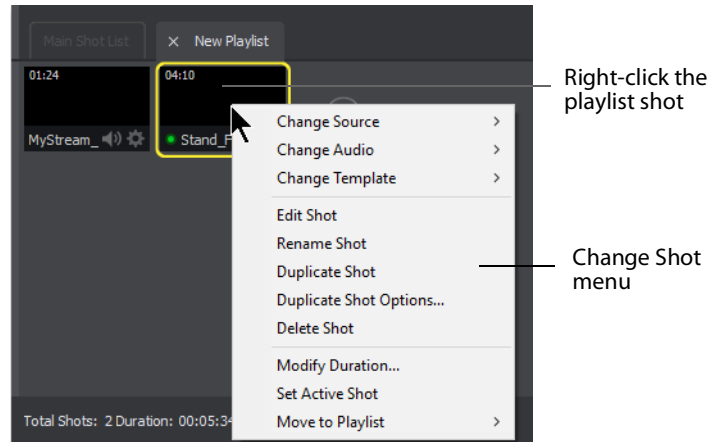 Main Shot List
× New Playlist
01:24
04:10
MyStream_
Stand_F
Right-click the
playlist shot
Change Source
Change Audio
Change Template
Edit Shot
Rename Shot
Duplicate Shot
Duplicate Shot Options...
Delete Shot
Modify Duration...
Set Active Shot
Move to Playlist
Change Shot
menu
Total Shots: 2 Duration: 00:05:34